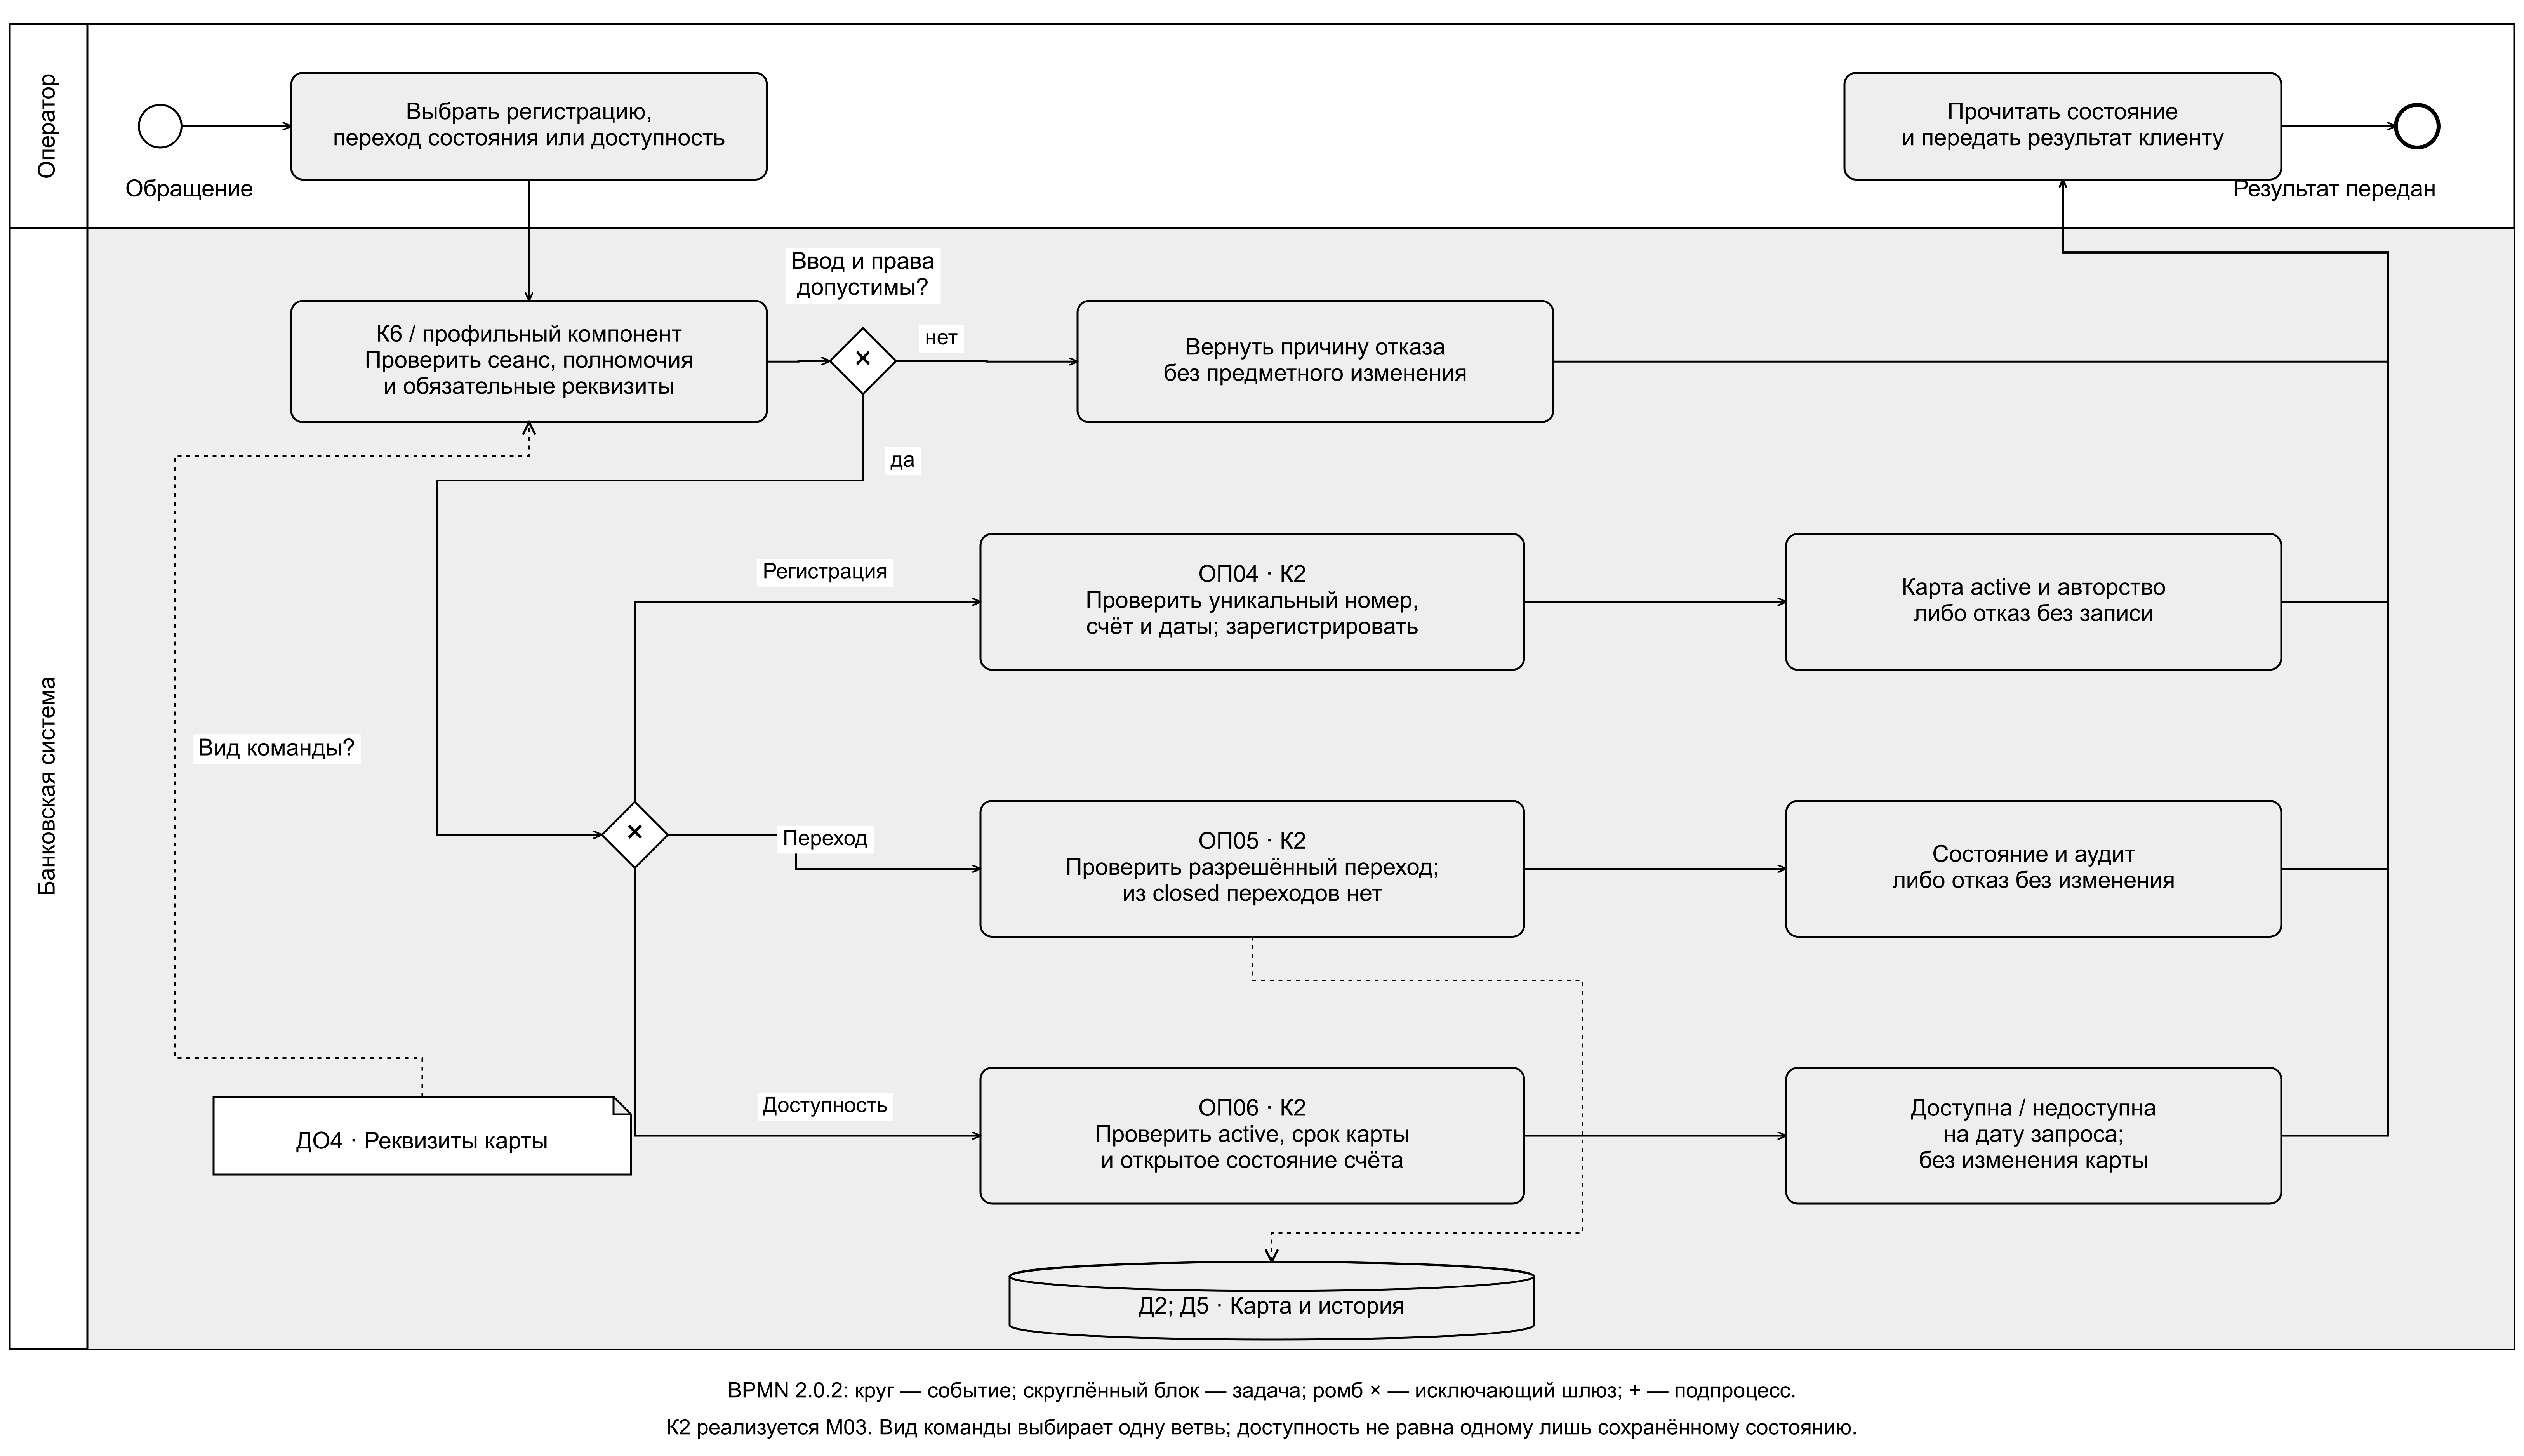 Оператор
Обращение
Выбрать регистрацию,
переход состояния или доступность
Прочитать состояние
и передать результат клиенту
Результат передан
Банковская система
К6 / профильный компонент
Проверить сеанс, полномочия
и обязательные реквизиты
Ввод и права
допустимы?
×
нет
Вернуть причину отказа
без предметного изменения
да
Регистрация
ОП04 · К2
Проверить уникальный номер,
счёт и даты; зарегистрировать
Карта active и авторство
либо отказ без записи
Вид команды?
×
Переход
ОП05 · К2
Проверить разрешённый переход;
из closed переходов нет
Состояние и аудит
либо отказ без изменения
ДО4 · Реквизиты карты
Доступность
ОП06 · К2
Проверить active, срок карты
и открытое состояние счёта
Доступна / недоступна
на дату запроса;
без изменения карты
Д2; Д5 · Карта и история
BPMN 2.0.2: круг — событие; скруглённый блок — задача; ромб × — исключающий шлюз; + — подпроцесс.
К2 реализуется М03. Вид команды выбирает одну ветвь; доступность не равна одному лишь сохранённому состоянию.